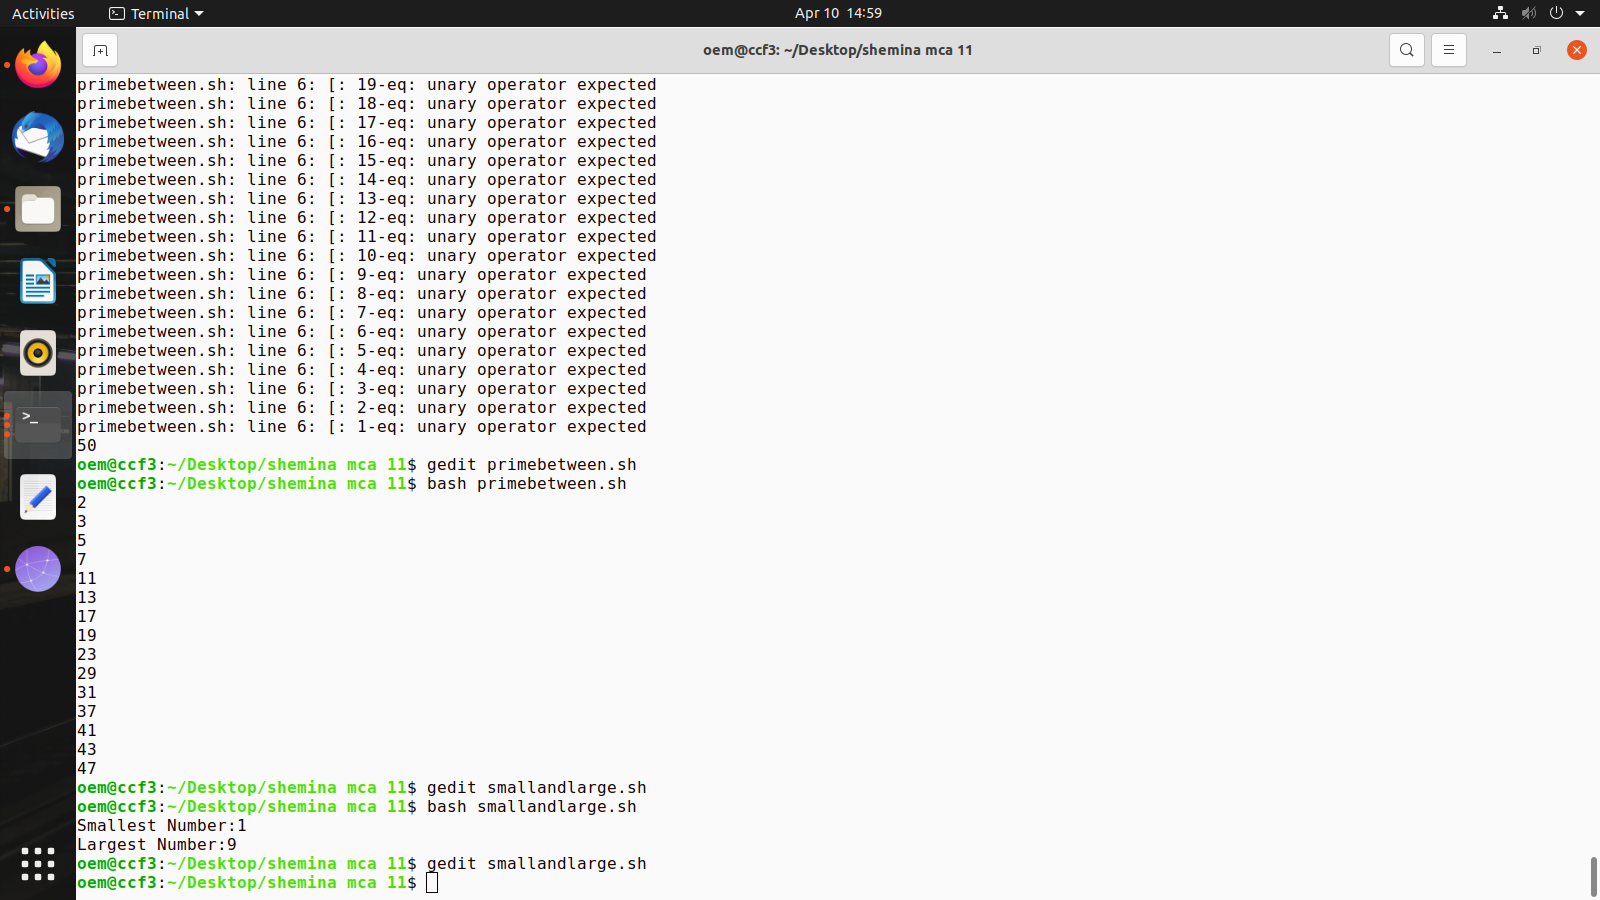 Activities
Terminal
Apr 10 14:59
oem@ccf3: ~/Desktop/shemina mca 11
primebetween.sh: line 6: [: 19-eq: unary operator expected
primebetween.sh: line 6: [: 18-eq: unary operator expected
primebetween.sh: line 6: [: 17-eq: unary operator expected
primebetween.sh: line 6: [: 16-eq: unary operator expected
primebetween.sh: line 6: [: 15-eq: unary operator expected
primebetween.sh: line 6: [: 14-eq: unary operator expected
primebetween.sh: line 6: [: 13-eq: unary operator expected
primebetween.sh: line 6: [: 12-eq: unary operator expected
primebetween.sh: line 6: [: 11-eq: unary operator expected
primebetween.sh: line 6: [: 10-eq: unary operator expected
primebetween.sh: line 6: [: 9-eq: unary operator expected
primebetween.sh: line 6: [: 8-eq: unary operator expected
primebetween.sh: line 6: [: 7-eq: unary operator expected
primebetween.sh: line 6: [: 6-eq: unary operator expected
primebetween.sh: line 6: [: 5-eq: unary operator expected
primebetween.sh: line 6: [: 4-eq: unary operator expected
primebetween.sh: line 6: [: 3-eq: unary operator expected
primebetween.sh: line 6: [: 2-eq: unary operator expected
primebetween.sh: line 6: [: 1-eq: unary operator expected
50
oem@ccf3:~/Desktop/shemina mca 11$ gedit primebetween.sh
oem@ccf3:~/Desktop/shemina mca 11$ bash primebetween.sh
2
3
5
7
11
13
17
19
23
29
31
37
41
43
47
oem@ccf3:~/Desktop/shemina mca 11$ gedit smallandlarge.sh
oem@ccf3:~/Desktop/shemina mca 11$ bash smallandlarge.sh
Smallest Number:1
Largest Number:9
oem@ccf3:~/Desktop/shemina mca 11$ gedit smallandlarge.sh
oem@ccf3:~/Desktop/shemina mca 11$